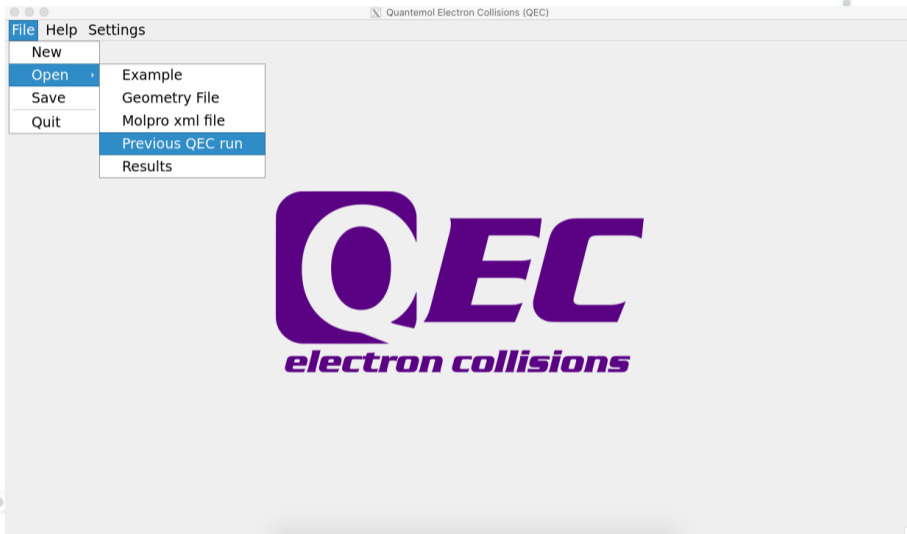 Quantemol Electron Collisions (QEC)
File Help Settings
New
Open
Save
Quit
Example
Geometry File
Molpro xml file
Previous QEC run
Results
QEC
electron collisions